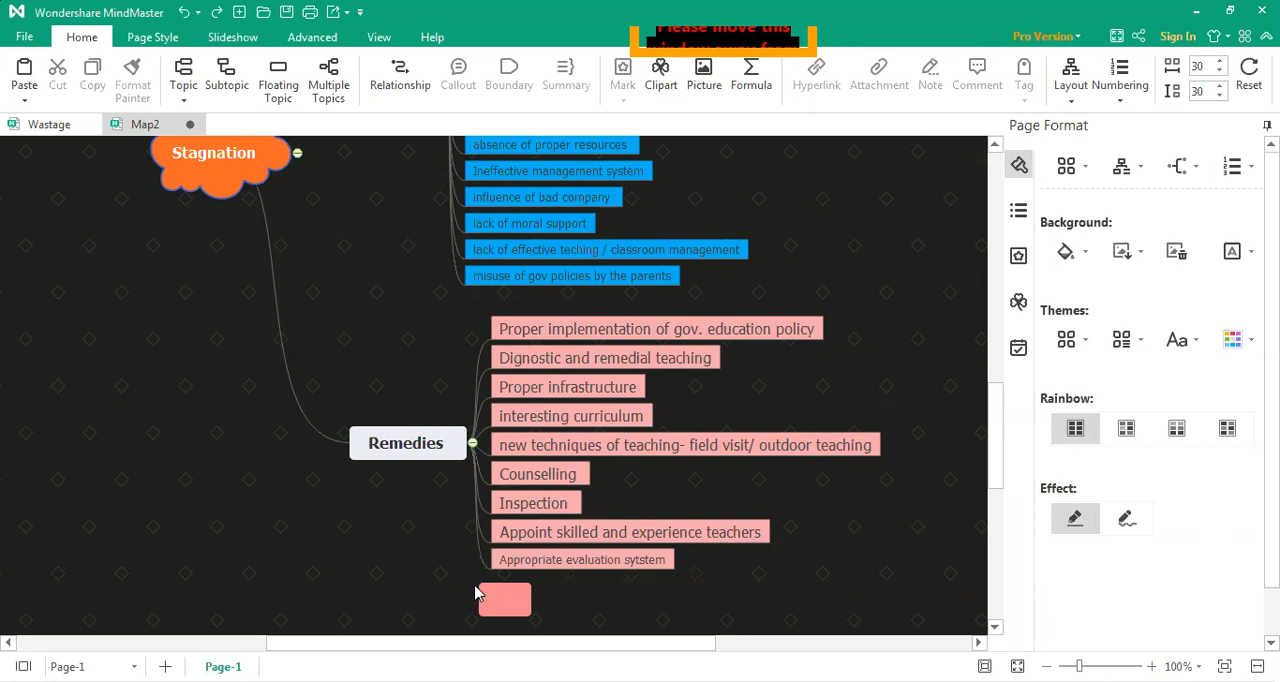 Wondershare MindMaster
File Home Page Style Slideshow Advanced View Help
Please move this
Pro Version Sign In
Paste Cut Copy Format Painter Topic Subtopic Floating Topic Multiple Topics Relationship Callout Boundary Summary Mark Clipart Picture Formula Hyperlink Attachment Note Comment Tag Layout Numbering 30 30 Reset
Wastage Map2
Page Format
Stagnation
absence of proper resources
Ineffective management system
influence of bad company
lack of moral support
lack of effective teching / classroom management
misuse of gov policies by the parents
Remedies
Proper implementation of gov. education policy
Dignostic and remedial teaching
Proper infrastructure
interesting curriculum
new techniques of teaching- field visit/ outdoor teaching
Counselling
Inspection
Appoint skilled and experience teachers
Appropriate evaluation sytstem
Background:
Themes:
Aa
Rainbow:
Effect:
Page-1 Page-1 100%